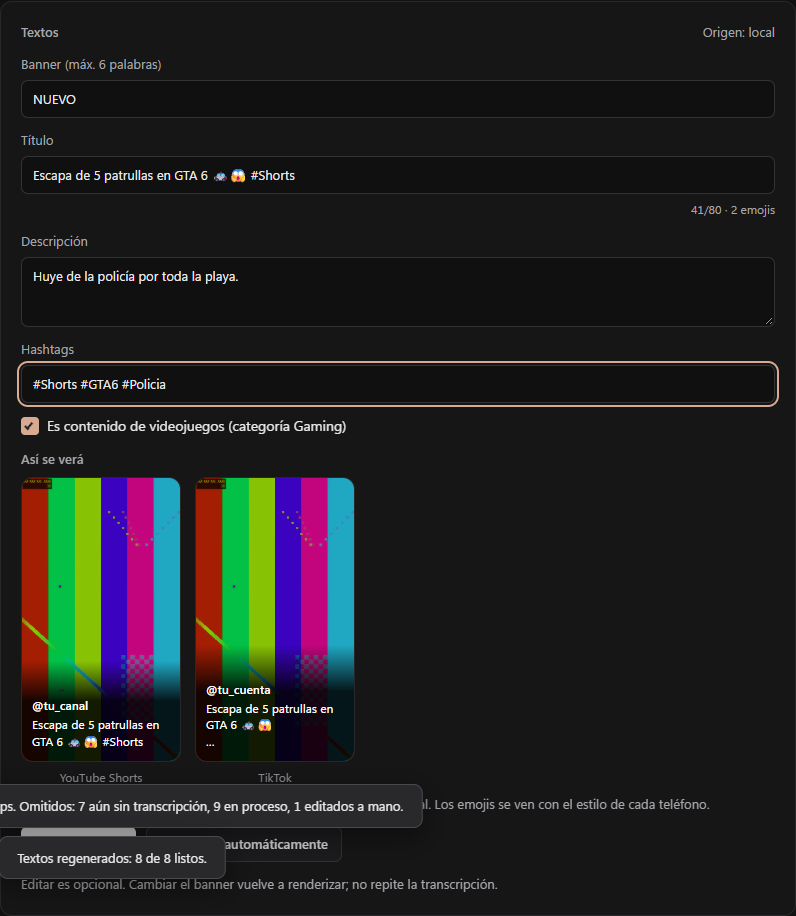 Textos
Origen: local
Banner (máx. 6 palabras)
NUEVO
Título
Escapa de 5 patrullas en GTA 6 🚓 😱 #Shorts
41/80 · 2 emojis
Descripción
Huye de la policía por toda la playa.
Hashtags
#Shorts #GTA6 #Policia
Es contenido de videojuegos (categoría Gaming)
Así se verá
@tu_canal
Escapa de 5 patrullas en
GTA 6 🚓 😱 #Shorts
YouTube Shorts
@tu_cuenta
Escapa de 5 patrullas en
GTA 6 🚓 😱
...
TikTok
ps. Omitidos: 7 aún sin transcripción, 9 en proceso, 1 editados a mano.
al. Los emojis se ven con el estilo de cada teléfono.
automáticamente
Textos regenerados: 8 de 8 listos.
Editar es opcional. Cambiar el banner vuelve a renderizar; no repite la transcripción.